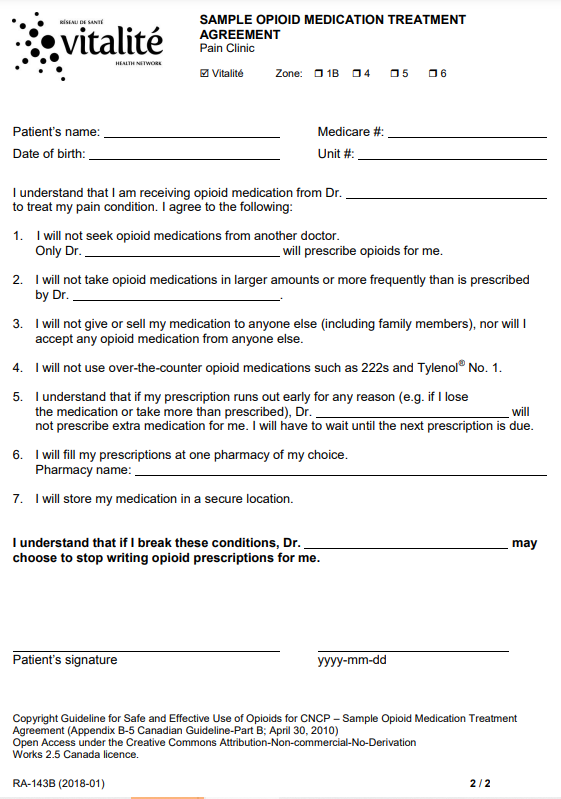 RÉSEAU DE SANTÉ
vitalité
HEALTH NETWORK
SAMPLE OPIOID MEDICATION TREATMENT
AGREEMENT
Pain Clinic
☑ Vitalité Zone: ☐ 1B ☐ 4 ☐ 5 ☐ 6
Patient’s name: ____ Medicare #: ____
Date of birth: ____ Unit #: ____
I understand that I am receiving opioid medication from Dr. ____
to treat my pain condition. I agree to the following:
1. I will not seek opioid medications from another doctor.
Only Dr. ____ will prescribe opioids for me.
2. I will not take opioid medications in larger amounts or more frequently than is prescribed
by Dr. ____.
3. I will not give or sell my medication to anyone else (including family members), nor will I
accept any opioid medication from anyone else.
4. I will not use over-the-counter opioid medications such as 222s and Tylenol® No. 1.
5. I understand that if my prescription runs out early for any reason (e.g. if I lose
the medication or take more than prescribed), Dr. ____ will
not prescribe extra medication for me. I will have to wait until the next prescription is due.
6. I will fill my prescriptions at one pharmacy of my choice.
Pharmacy name: ____
7. I will store my medication in a secure location.
I understand that if I break these conditions, Dr. ____ may
choose to stop writing opioid prescriptions for me.
Patient’s signature yyyy-mm-dd
Copyright Guideline for Safe and Effective Use of Opioids for CNCP – Sample Opioid Medication Treatment
Agreement (Appendix B-5 Canadian Guideline-Part B; April 30, 2010)
Open Access under the Creative Commons Attribution-Non-commercial-No-Derivation
Works 2.5 Canada licence.
RA-143B (2018-01) 2 / 2